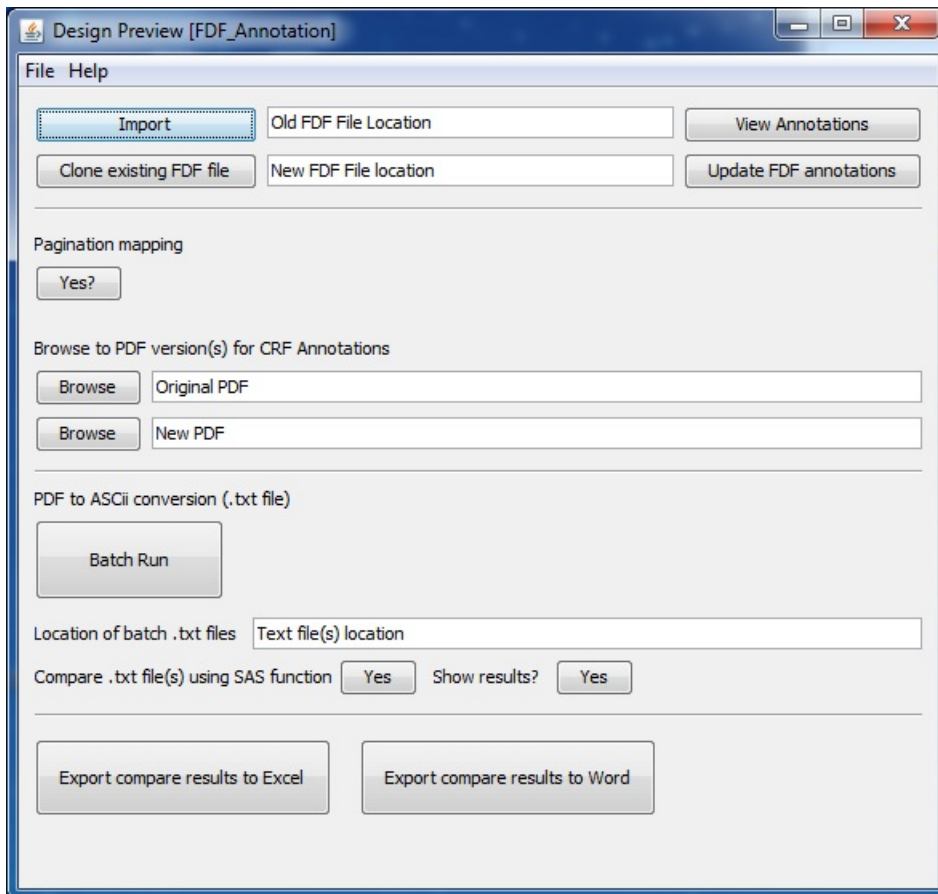 Design Preview [FDF_Annotation]
File Help
Import Old FDF File Location View Annotations
Clone existing FDF file New FDF File location Update FDF annotations
Pagination mapping
Yes?
Browse to PDF version(s) for CRF Annotations
Browse Original PDF
Browse New PDF
PDF to ASCii conversion (.txt file)
Batch Run
Location of batch .txt files Text file(s) location
Compare .txt file(s) using SAS function Yes Show results? Yes
Export compare results to Excel Export compare results to Word